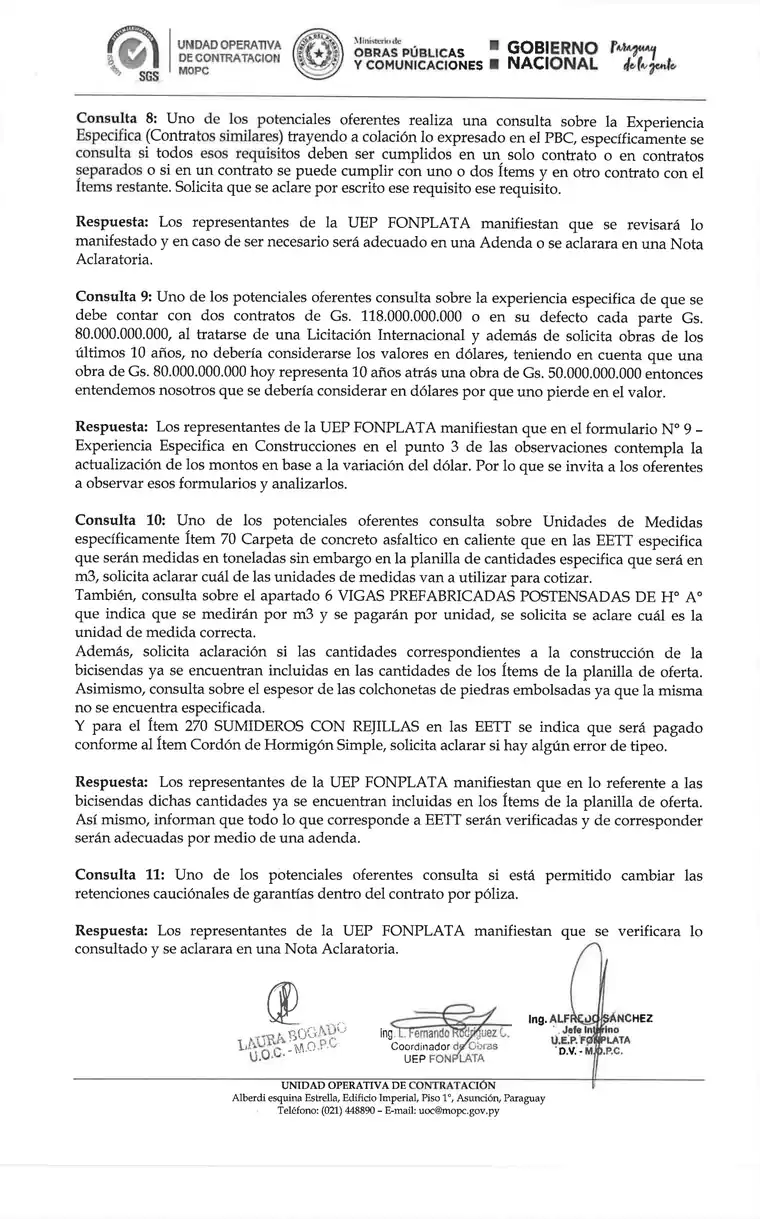 UNIDAD OPERATIVA
DE CONTRATACION
MOPC
SGS
Ministerio de
OBRAS PÚBLICAS
Y COMUNICACIONES
GOBIERNO
NACIONAL
Paraguay
de la gente
Consulta 8: Uno de los potenciales oferentes realiza una consulta sobre la Experiencia
Especifica (Contratos similares) trayendo a colación lo expresado en el PBC, específicamente se
consulta si todos esos requisitos deben ser cumplidos en un solo contrato o en contratos
separados o si en un contrato se puede cumplir con uno o dos Ítems y en otro contrato con el
Ítems restante. Solicita que se aclare por escrito ese requisito ese requisito.
Respuesta: Los representantes de la UEP FONPLATA manifiestan que se revisará lo
manifestado y en caso de ser necesario será adecuado en una Adenda o se aclarara en una Nota
Aclaratoria.
Consulta 9: Uno de los potenciales oferentes consulta sobre la experiencia especifica de que se
debe contar con dos contratos de Gs. 118.000.000.000 o en su defecto cada parte Gs.
80.000.000.000, al tratarse de una Licitación Internacional y además de solicita obras de los
últimos 10 años, no debería considerarse los valores en dólares, teniendo en cuenta que una
obra de Gs. 80.000.000.000 hoy representa 10 años atrás una obra de Gs. 50.000.000.000 entonces
entendemos nosotros que se debería considerar en dólares por que uno pierde en el valor.
Respuesta: Los representantes de la UEP FONPLATA manifiestan que en el formulario N° 9 –
Experiencia Especifica en Construcciones en el punto 3 de las observaciones contempla la
actualización de los montos en base a la variación del dólar. Por lo que se invita a los oferentes
a observar esos formularios y analizarlos.
Consulta 10: Uno de los potenciales oferentes consulta sobre Unidades de Medidas
específicamente Ítem 70 Carpeta de concreto asfaltico en caliente que en las EETT especifica
que serán medidas en toneladas sin embargo en la planilla de cantidades especifica que será en
m3, solicita aclarar cuál de las unidades de medidas van a utilizar para cotizar.
También, consulta sobre el apartado 6 VIGAS PREFABRICADAS POSTENSADAS DE H° A°
que indica que se medirán por m3 y se pagarán por unidad, se solicita se aclare cuál es la
unidad de medida correcta.
Además, solicita aclaración si las cantidades correspondientes a la construcción de la
bicisendas ya se encuentran incluidas en las cantidades de los Ítems de la planilla de oferta.
Asimismo, consulta sobre el espesor de las colchonetas de piedras embolsadas ya que la misma
no se encuentra especificada.
Y para el Ítem 270 SUMIDEROS CON REJILLAS en las EETT se indica que será pagado
conforme al Ítem Cordón de Hormigón Simple, solicita aclarar si hay algún error de tipeo.
Respuesta: Los representantes de la UEP FONPLATA manifiestan que en lo referente a las
bicisendas dichas cantidades ya se encuentran incluidas en los Ítems de la planilla de oferta.
Así mismo, informan que todo lo que corresponde a EETT serán verificadas y de corresponder
serán adecuadas por medio de una adenda.
Consulta 11: Uno de los potenciales oferentes consulta si está permitido cambiar las
retenciones cauciónales de garantías dentro del contrato por póliza.
Respuesta: Los representantes de la UEP FONPLATA manifiestan que se verificara lo
consultado y se aclarara en una Nota Aclaratoria.
LAURA BOGADO
U.O.C. - M.O.P.C
Ing. L. Fernando Rodríguez C.
Coordinador de Obras
UEP FONPLATA
Ing. ALFREDO SÁNCHEZ
Jefe Interino
U.E.P. FONPLATA
D.V. - M.O.P.C.
UNIDAD OPERATIVA DE CONTRATACIÓN
Alberdi esquina Estrella, Edificio Imperial, Piso 1°, Asunción, Paraguay
Teléfono: (021) 448890 – E-mail: uoc@mopc.gov.py